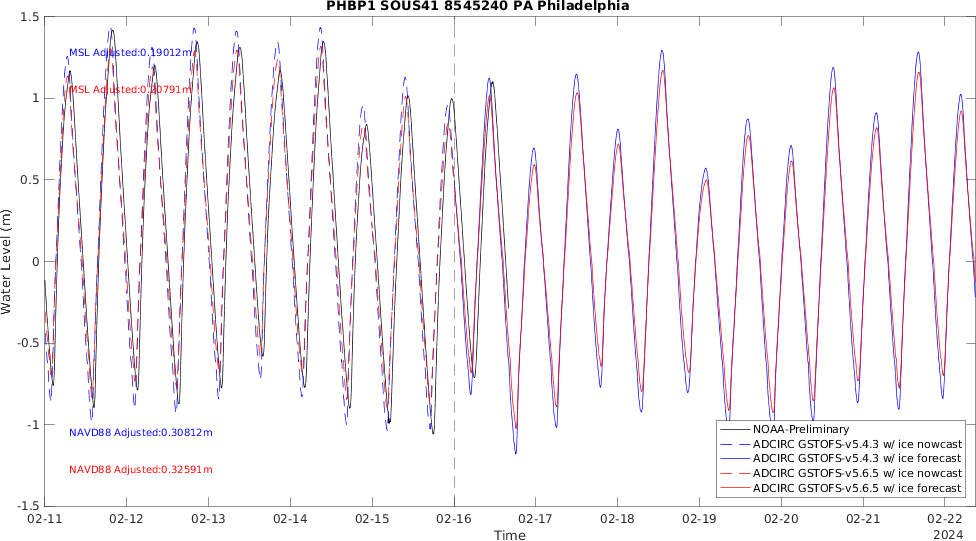 PHBP1 SOUS41 8545240 PA Philadelphia
1.5
1
0.5
0
-0.5
-1
-1.5
Water Level (m)
MSL Adjusted:0.19012m
MSL Adjusted:0.20791m
NAVD88 Adjusted:0.30812m
NAVD88 Adjusted:0.32591m
NOAA-Preliminary
ADCIRC GSTOFS-v5.4.3 w/ ice nowcast
ADCIRC GSTOFS-v5.4.3 w/ ice forecast
ADCIRC GSTOFS-v5.6.5 w/ ice nowcast
ADCIRC GSTOFS-v5.6.5 w/ ice forecast
02-11 02-12 02-13 02-14 02-15 02-16 02-17 02-18 02-19 02-20 02-21 02-22
Time
2024